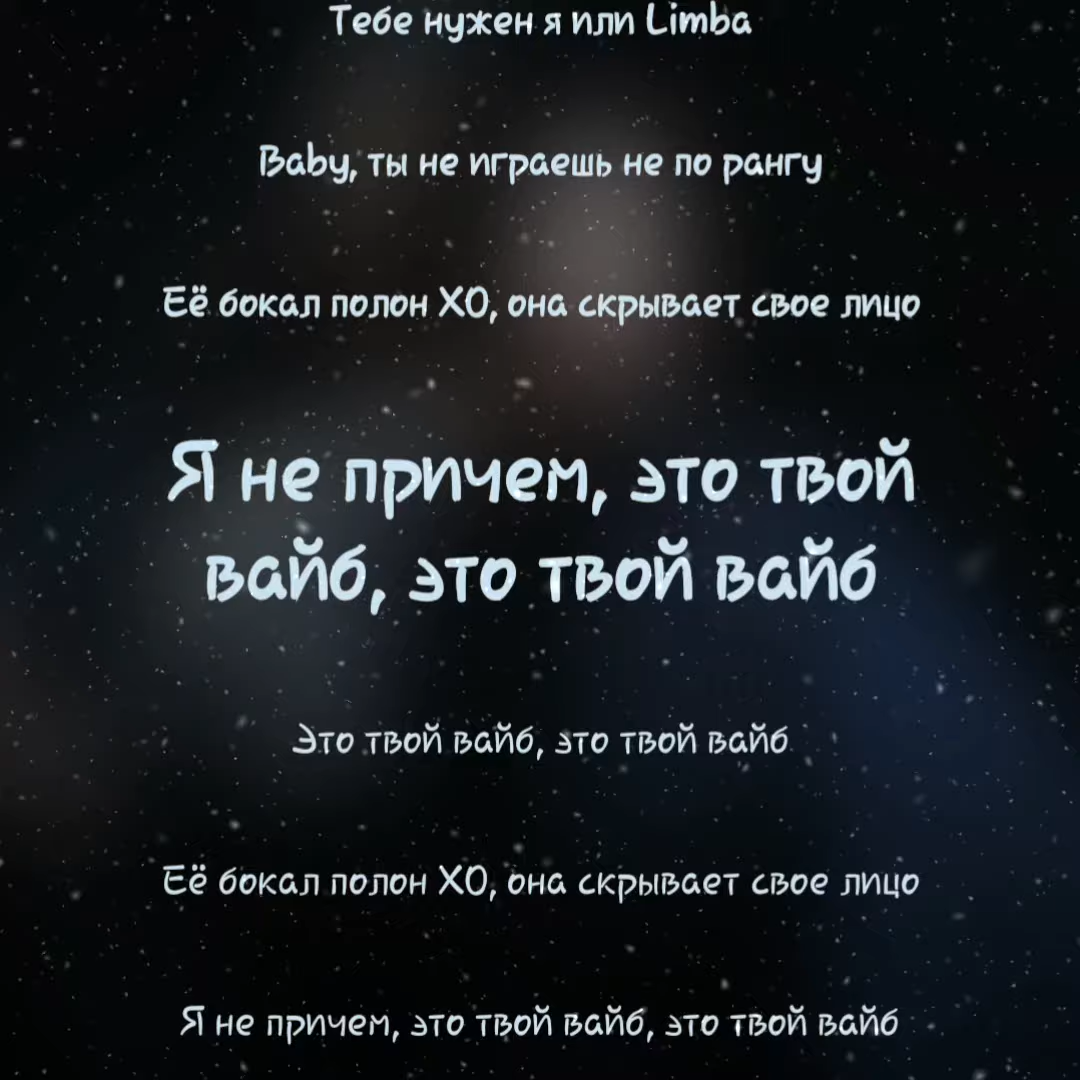 Тебе нужен я или Limba
Baby, ты не играешь не по рангу
Её бокал полон XO, она скрывает свое лицо
Я не причем, это твой
вайб, это твой вайб
Это твой вайб, это твой вайб
Её бокал полон XO, она скрывает свое лицо
Я не причем, это твой вайб, это твой вайб